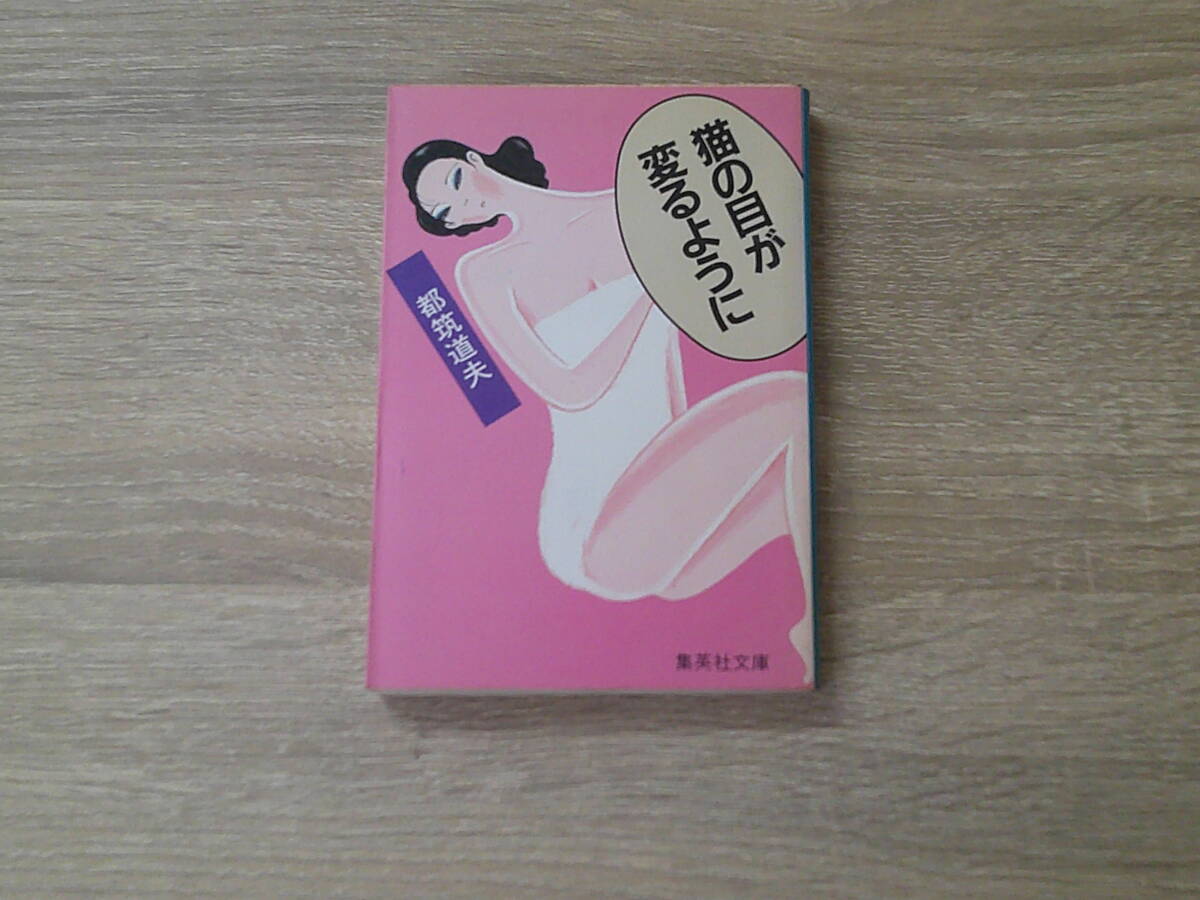 猫の目が
変るように
都筑道夫
集英社文庫